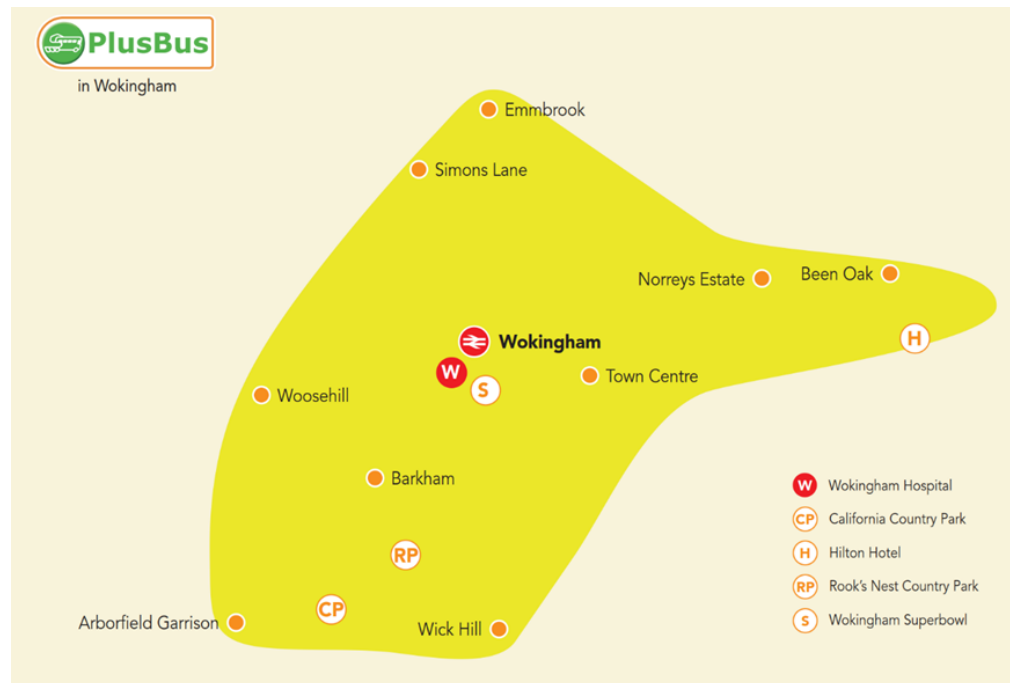 PlusBus
in Wokingham
Emmbrook
Simons Lane
Norreys Estate
Been Oak
H
Wokingham
W
S
Town Centre
Woosehill
Barkham
RP
CP
Arborfield Garrison
Wick Hill
W Wokingham Hospital
CP California Country Park
H Hilton Hotel
RP Rook's Nest Country Park
S Wokingham Superbowl